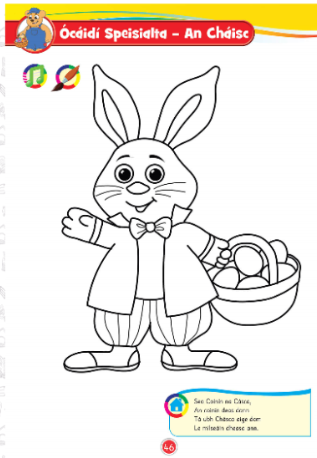 Ócáidí Speisialta – An Cháisc
Seo Coinín na Cásca,
An coinín deas donn
Tá ubh Chásca aige dom
Le milseáin dheasa ann.
46